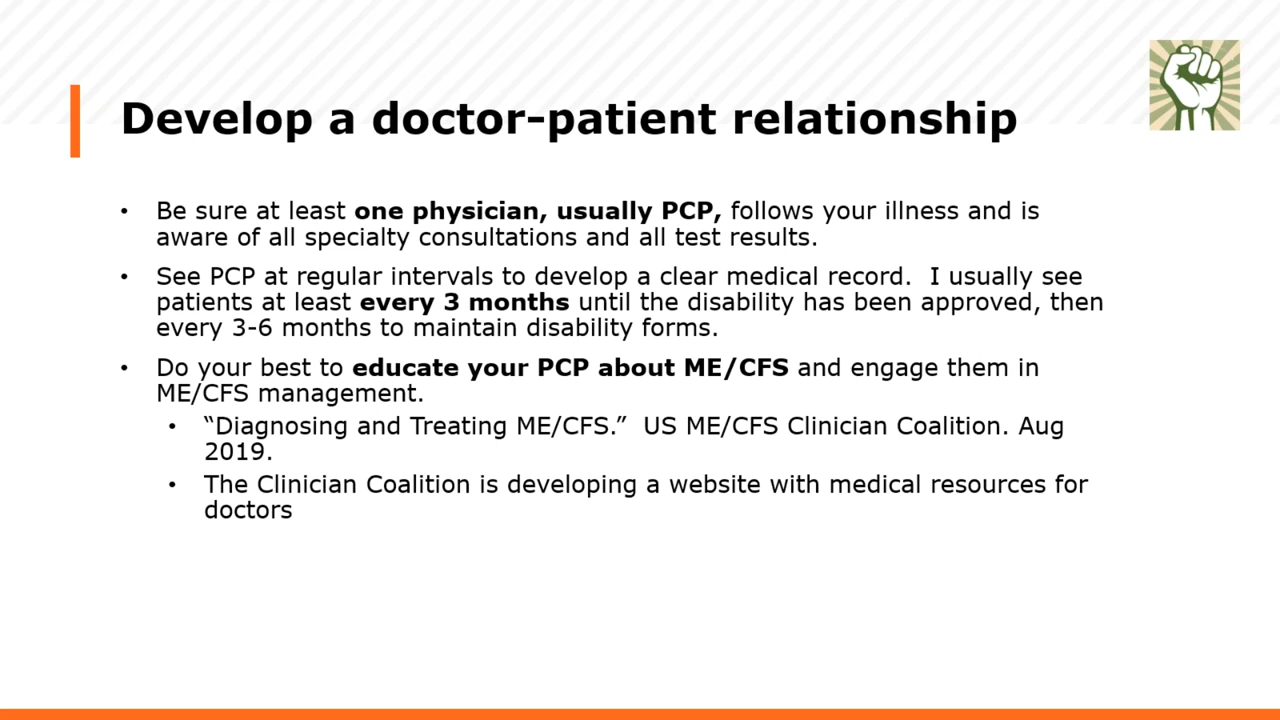 Develop a doctor–patient relationship
• Be sure at least one physician, usually PCP, follows your illness and is
aware of all specialty consultations and all test results.
• See PCP at regular intervals to develop a clear medical record.  I usually see
patients at least every 3 months until the disability has been approved, then
every 3-6 months to maintain disability forms.
• Do your best to educate your PCP about ME/CFS and engage them in
ME/CFS management.
• “Diagnosing and Treating ME/CFS.”  US ME/CFS Clinician Coalition. Aug
2019.
• The Clinician Coalition is developing a website with medical resources for
doctors